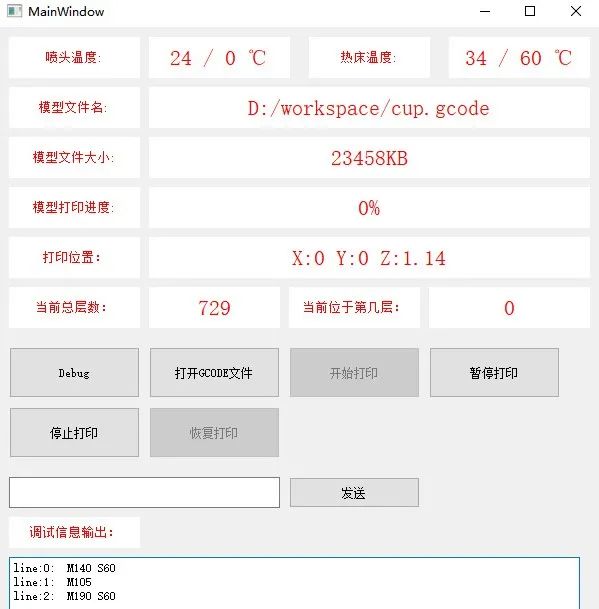 MainWindow
喷头温度: 24 / 0 ℃ 热床温度: 34 / 60 ℃
模型文件名: D:/workspace/cup.gcode
模型文件大小: 23458KB
模型打印进度: 0%
打印位置: X:0 Y:0 Z:1.14
当前总层数: 729 当前位于第几层: 0
Debug 打开GCODE文件 开始打印 暂停打印
停止打印 恢复打印
发送
调试信息输出:
line:0: M140 S60
line:1: M105
line:2: M190 S60